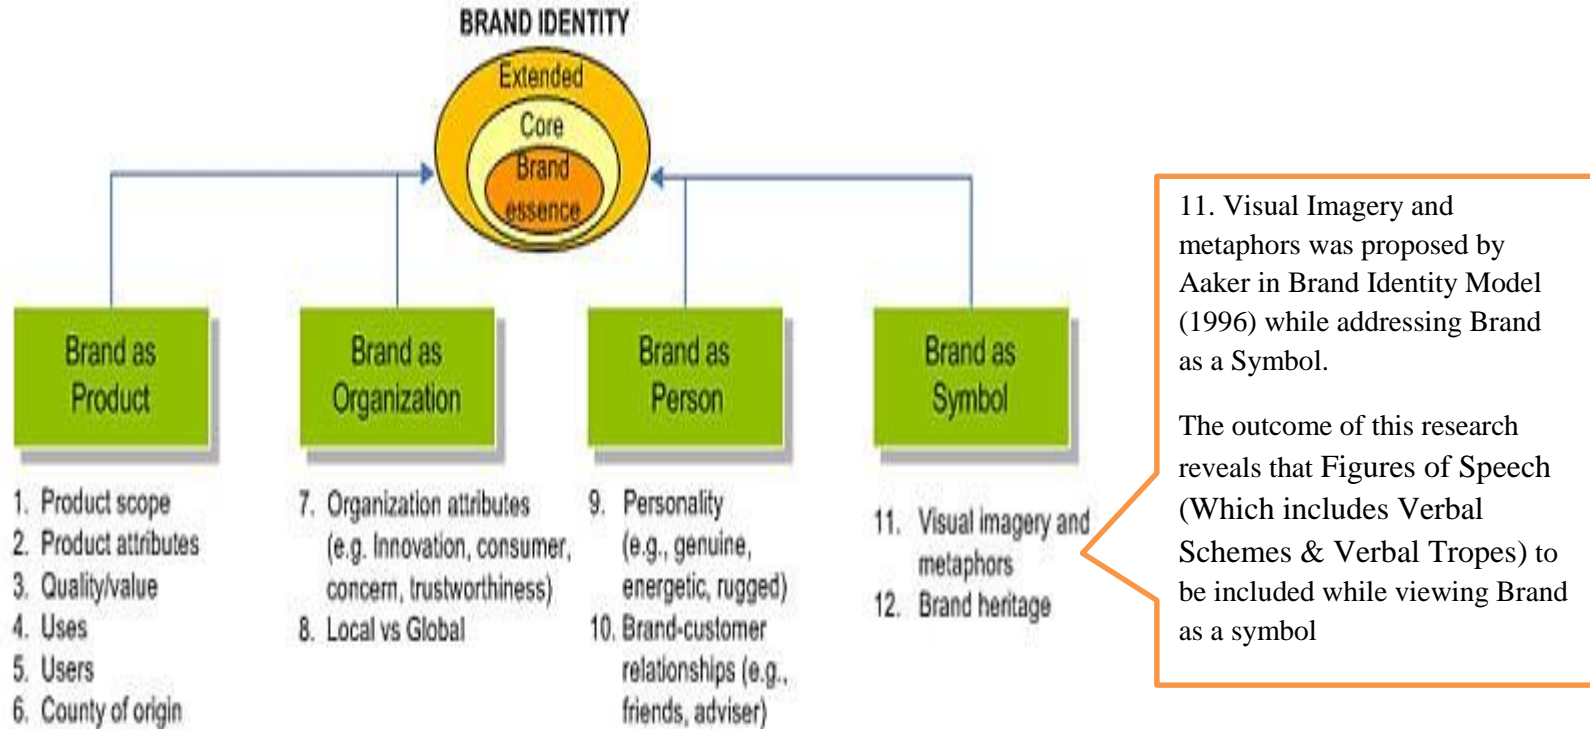 BRAND IDENTITY
Extended
Core
Brand
essence
Brand as
Product
1. Product scope
2. Product attributes
3. Quality/value
4. Uses
5. Users
6. County of origin
Brand as
Organization
7. Organization attributes
(e.g. Innovation, consumer,
concern, trustworthiness)
8. Local vs Global
Brand as
Person
9. Personality
(e.g., genuine,
energetic, rugged)
10. Brand-customer
relationships (e.g.,
friends, adviser)
Brand as
Symbol
11. Visual imagery and
metaphors
12. Brand heritage
11. Visual Imagery and
metaphors was proposed by
Aaker in Brand Identity Model
(1996) while addressing Brand
as a Symbol.
The outcome of this research
reveals that Figures of Speech
(Which includes Verbal
Schemes & Verbal Tropes) to
be included while viewing Brand
as a symbol